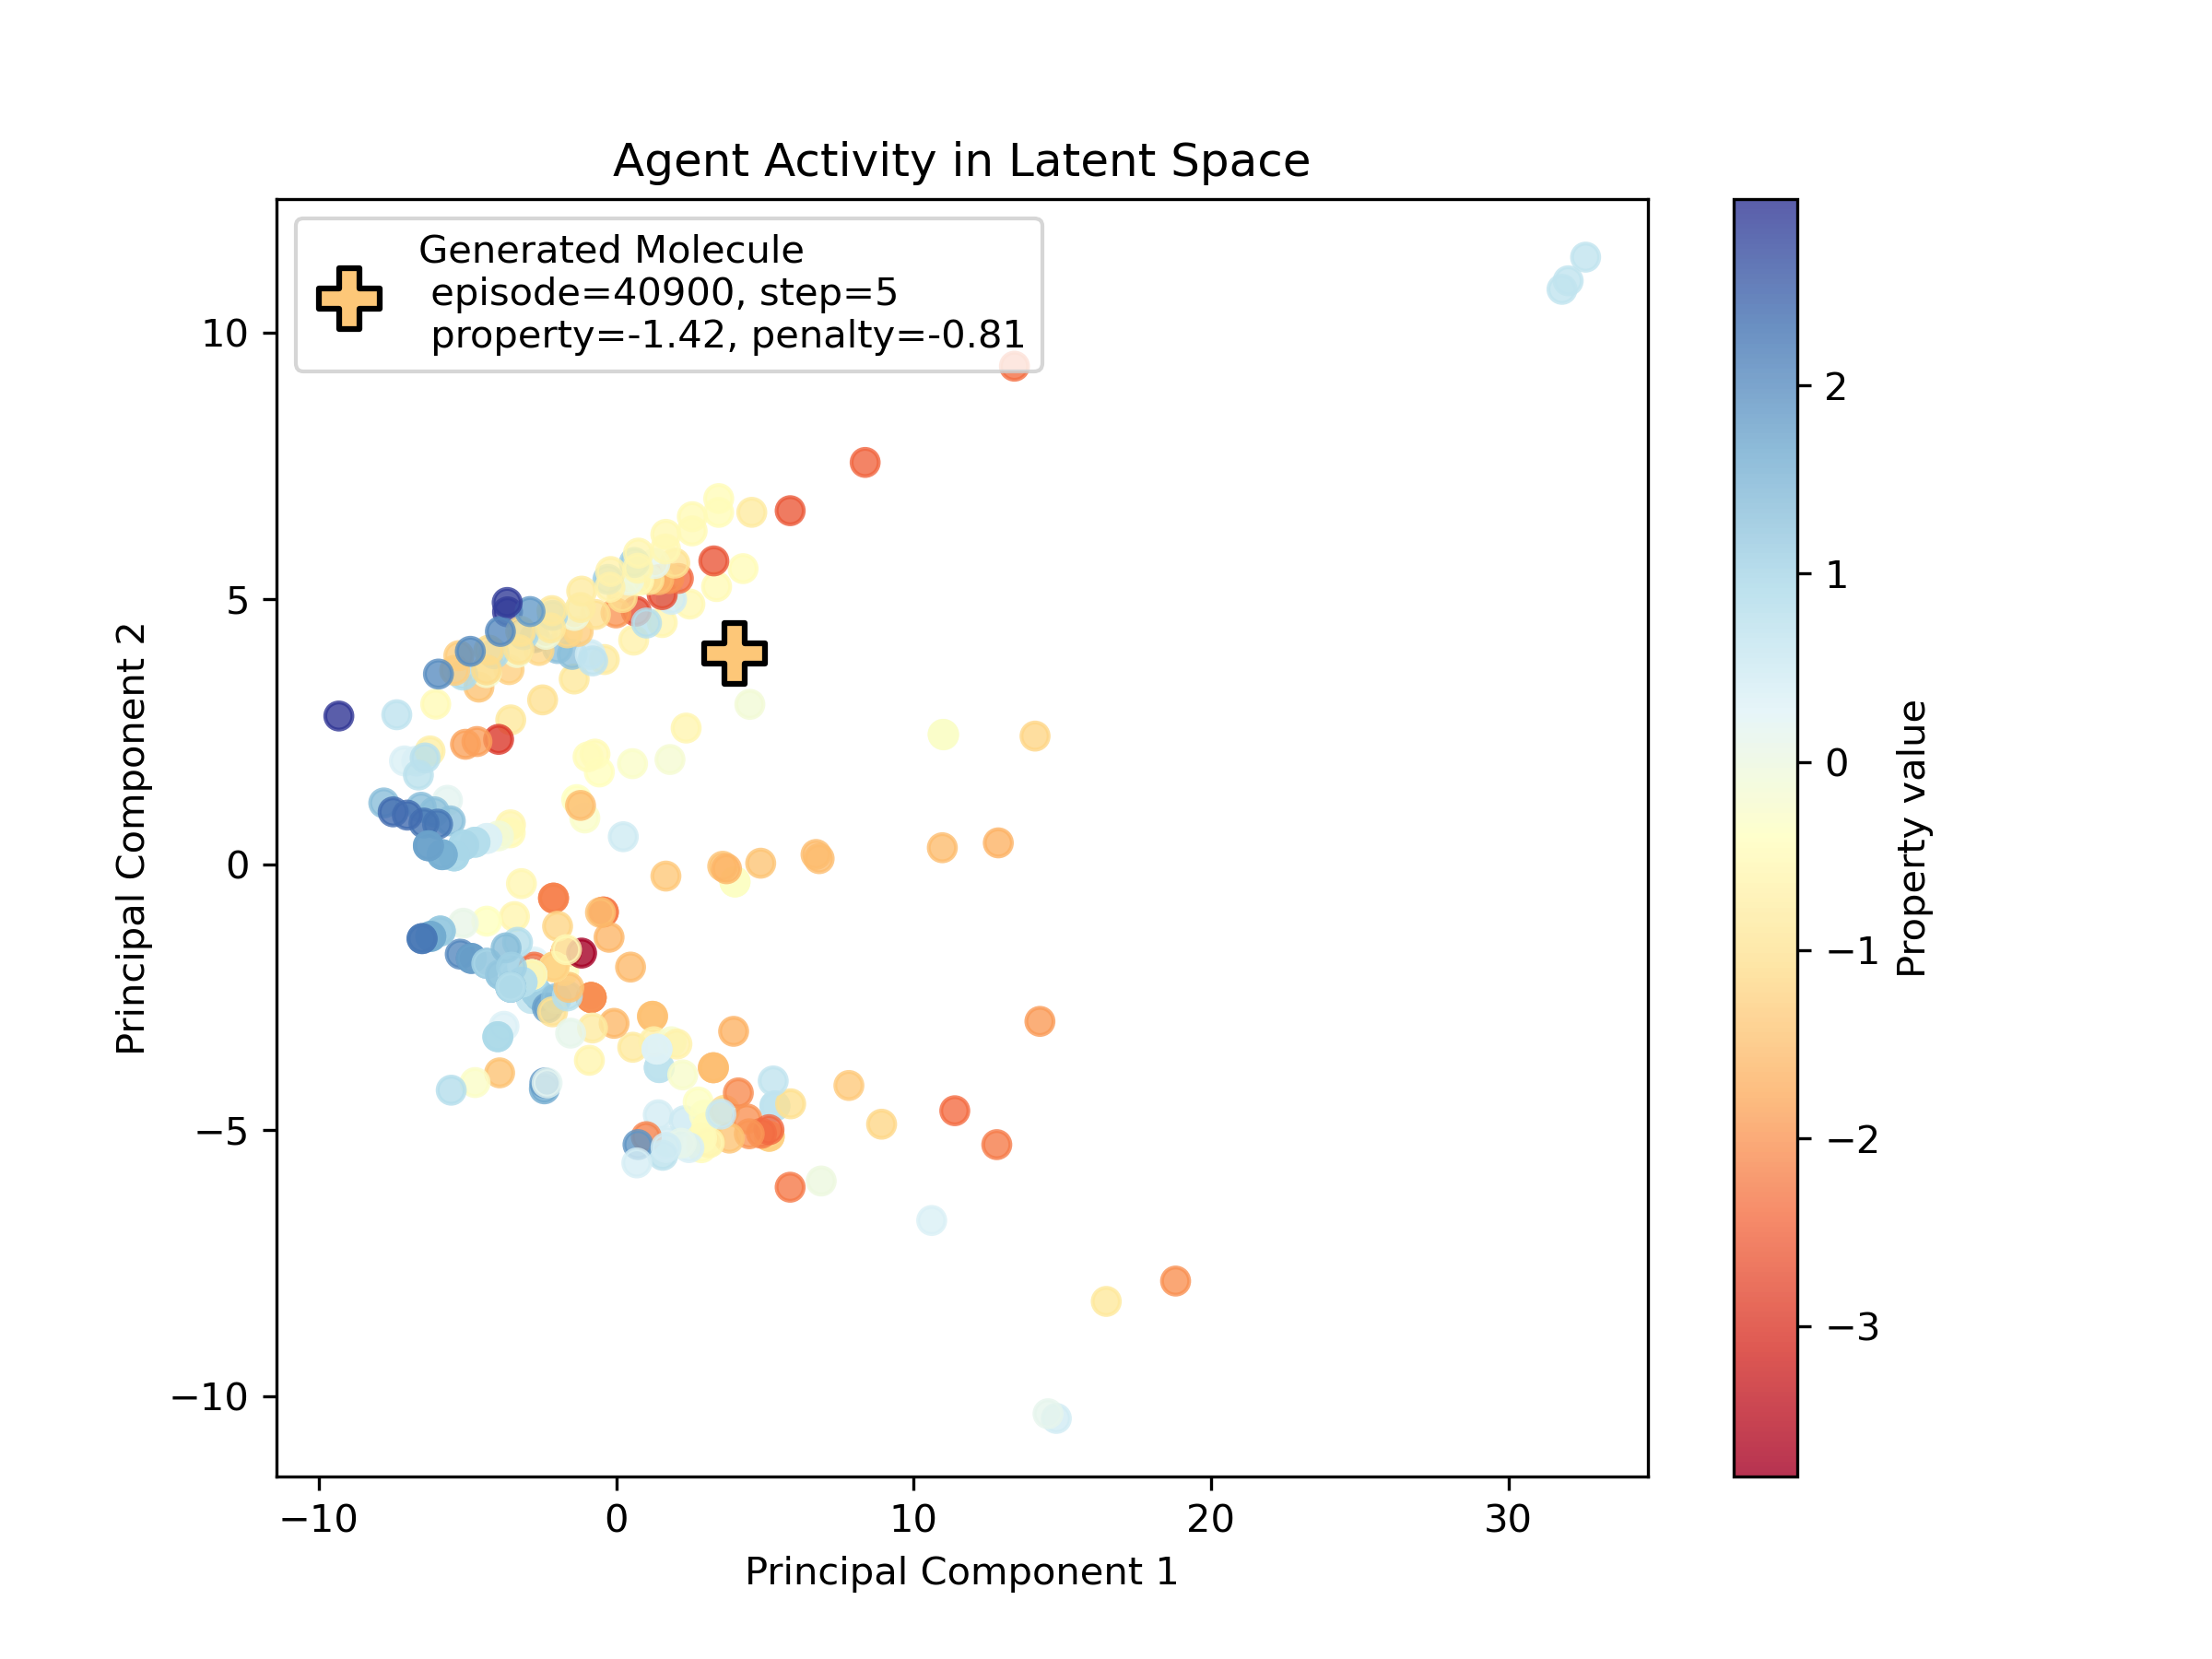 Agent Activity in Latent Space
Generated Molecule
episode=40900, step=5
property=-1.42, penalty=-0.81
10
5
0
−5
−10
Principal Component 2
−10
0
10
20
30
Principal Component 1
2
1
0
−1
−2
−3
Property value